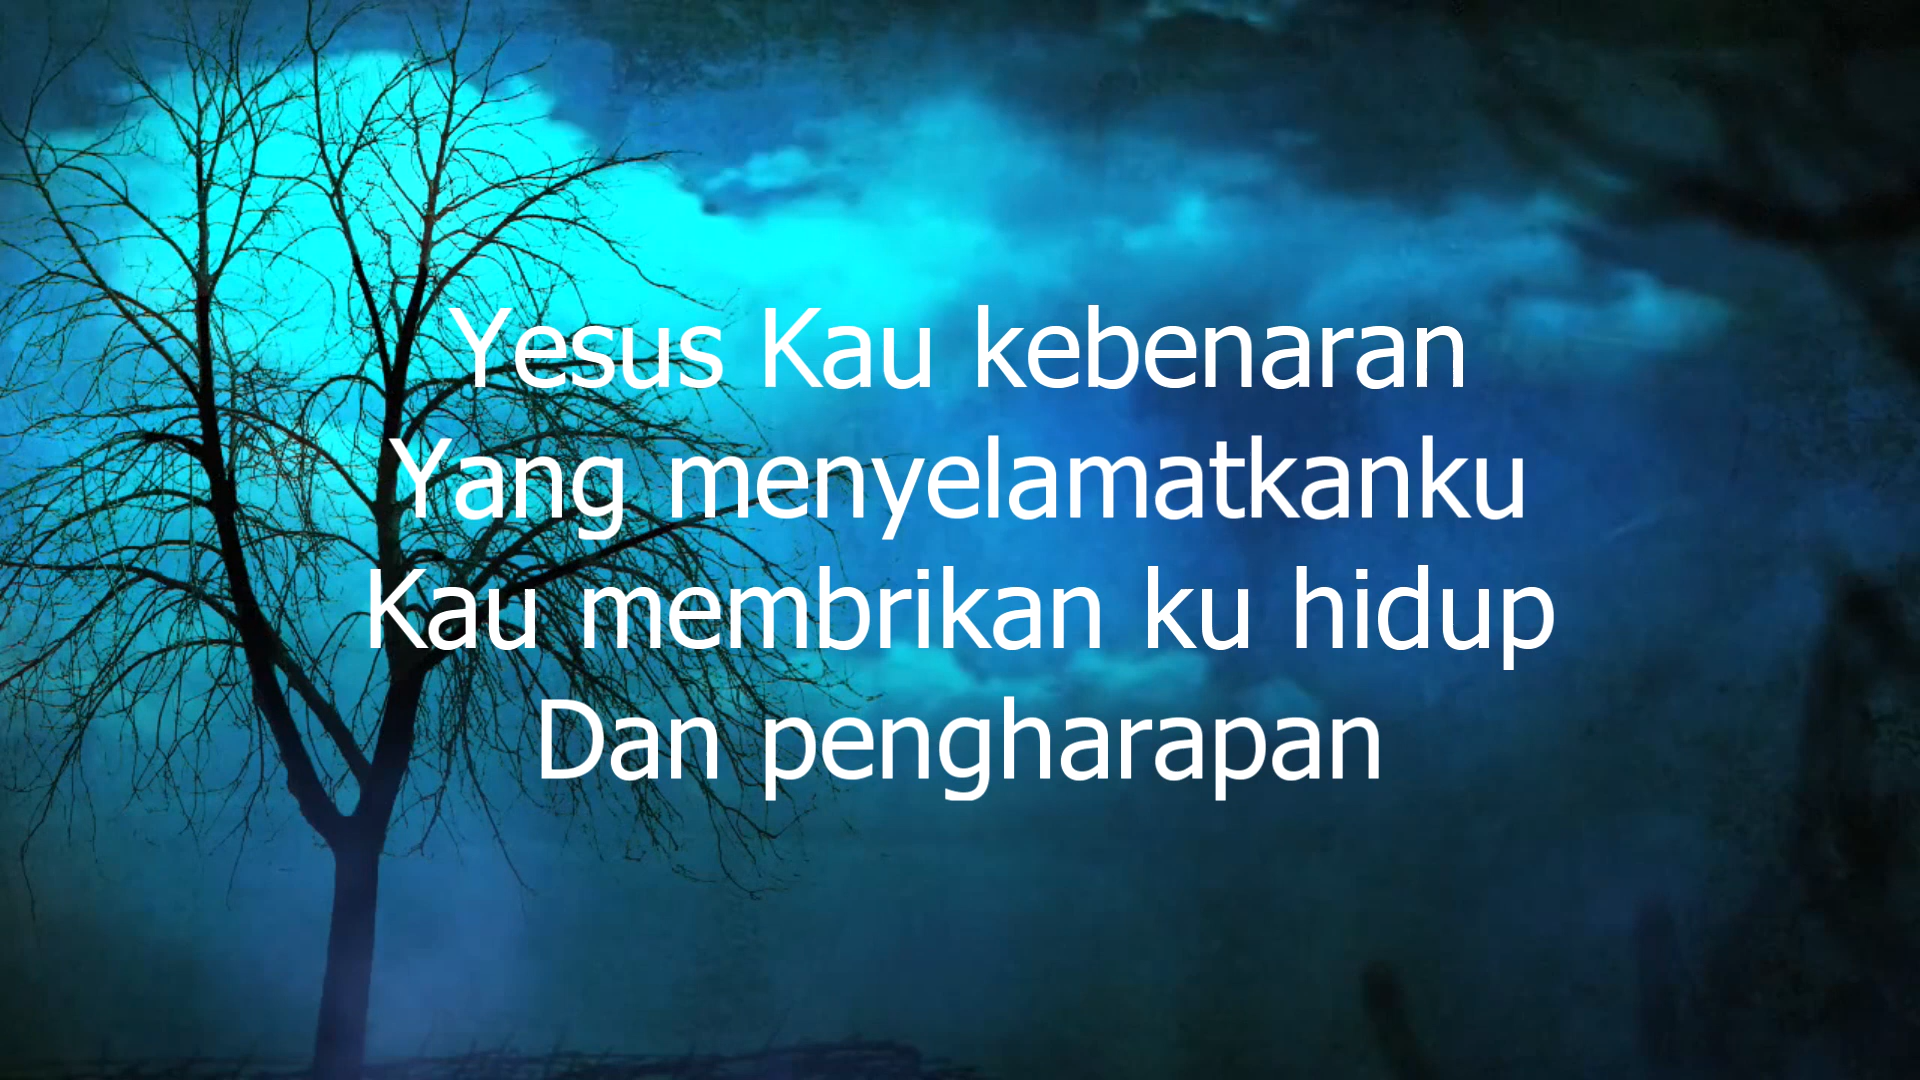 Yesus Kau kebenaran
Yang menyelamatkanku
Kau membrikan ku hidup
Dan pengharapan